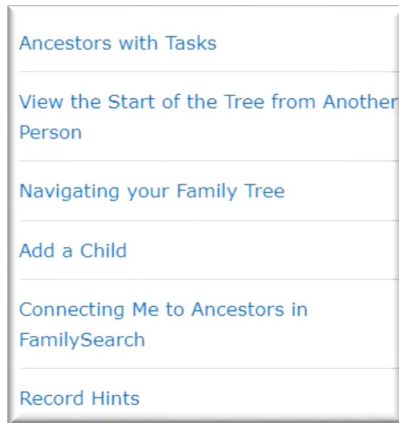 Ancestors with Tasks
View the Start of the Tree from Another
Person
Navigating your Family Tree
Add a Child
Connecting Me to Ancestors in
FamilySearch
Record Hints